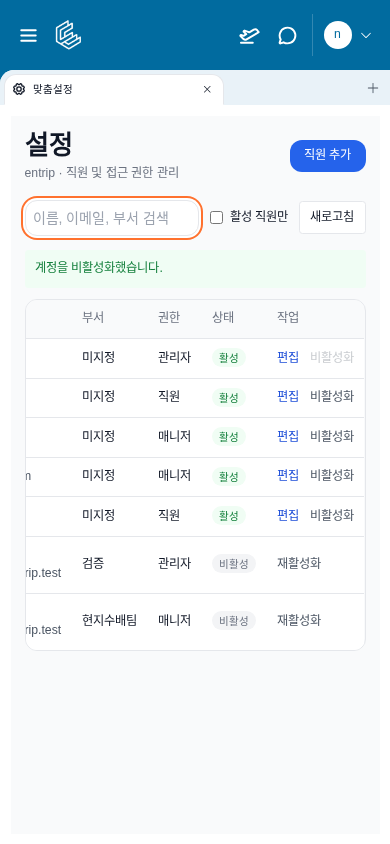 n
맞춤설정
설정
entrip · 직원 및 접근 권한 관리
직원 추가
이름, 이메일, 부서 검색
활성 직원만
새로고침
계정을 비활성화했습니다.
부서 권한 상태 작업
미지정 관리자 활성 편집 비활성화
미지정 직원 활성 편집 비활성화
미지정 매니저 활성 편집 비활성화
m 미지정 매니저 활성 편집 비활성화
미지정 직원 활성 편집 비활성화
검증 관리자 비활성 재활성화
rip.test
현지수배팀 매니저 비활성 재활성화
rip.test